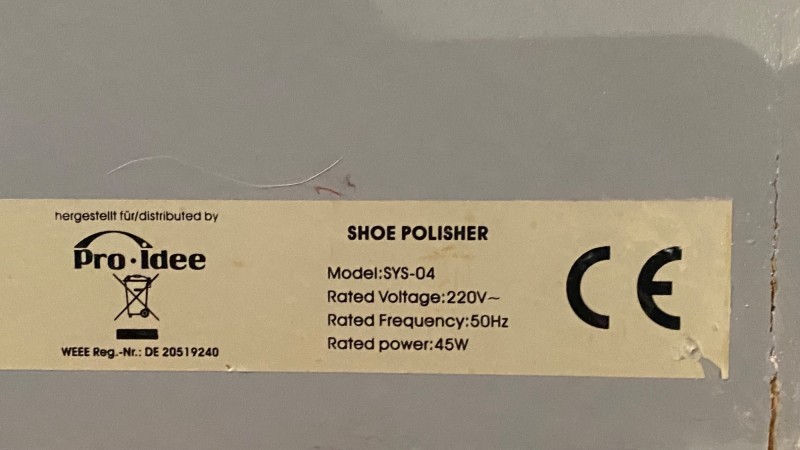 hergestellt für/distributed by
Pro·Idee
WEEE Reg.-Nr.: DE 20519240
SHOE POLISHER
Model:SYS-04
Rated Voltage:220V~
Rated Frequency:50Hz
Rated power:45W
CE